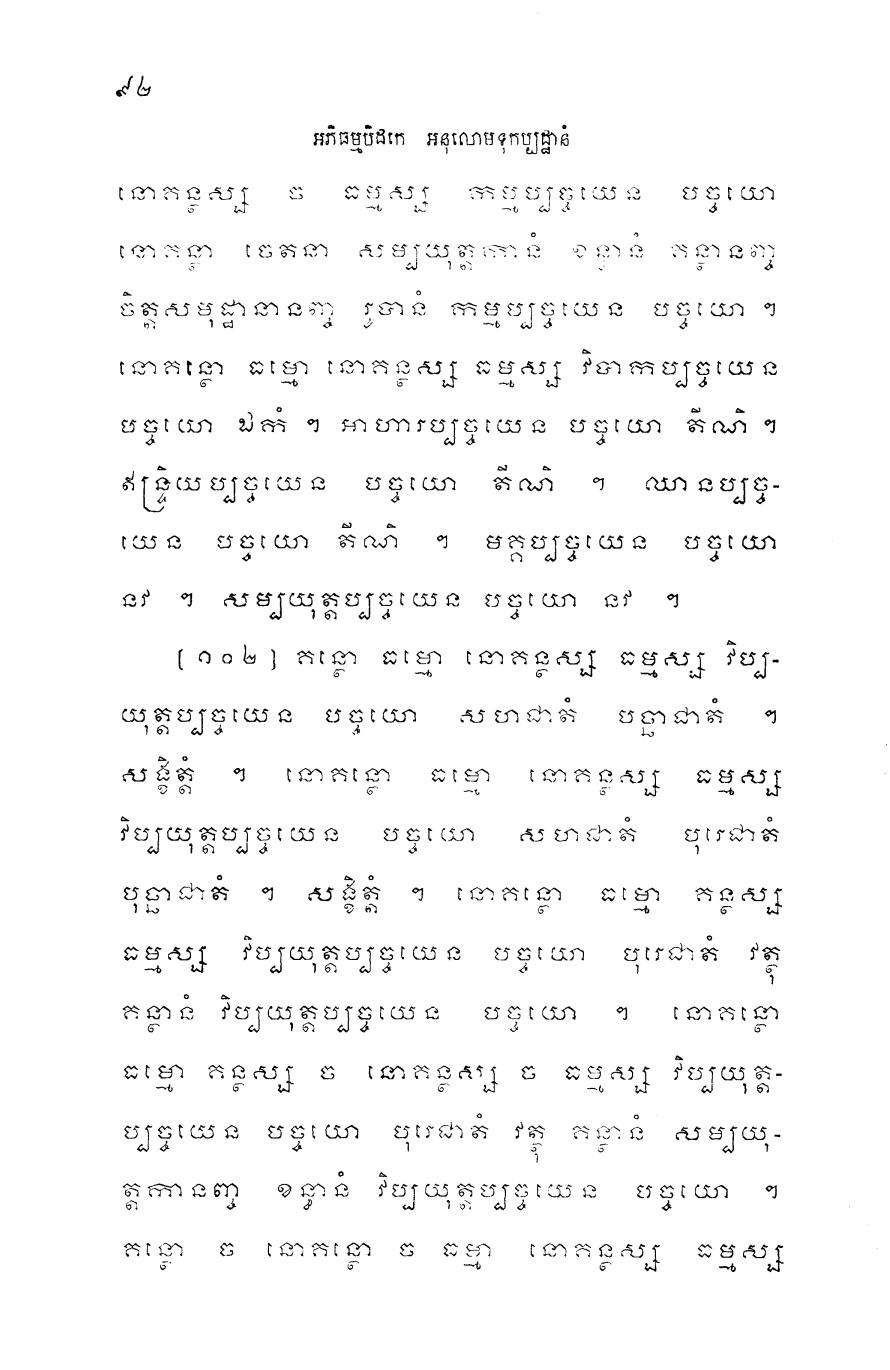 ៩២
អភិធម្មបិដកេ អនុលោមទុកប្បដ្ឋានំ
នោគន្ថស្ស ច ធម្មស្ស កម្មប្បច្ចយេន បច្ចយោ
នោគន្ថា ចេតនា សម្បយុត្តកានំ ខន្ធានំ គន្ថានញ្ច
ចិត្តសមុដ្ឋានានញ្ច រូបានំ កម្មប្បច្ចយេន បច្ចយោ ។
នោគន្ថោ ធម្មោ នោគន្ថស្ស ធម្មស្ស វិបាកប្បច្ចយេន
បច្ចយោ ឯកំ ។ អាហារប្បច្ចយេន បច្ចយោ តីណិ ។
ឥន្ទ្រិយប្បច្ចយេន បច្ចយោ តីណិ ។ ឈានប្បច្ច-
យេន បច្ចយោ តីណិ ។ មគ្គប្បច្ចយេន បច្ចយោ
នវ ។ សម្បយុត្តប្បច្ចយេន បច្ចយោ នវ ។
[១០២] គន្ថោ ធម្មោ នោគន្ថស្ស ធម្មស្ស វិប្ប-
យុត្តប្បច្ចយេន បច្ចយោ សហជាតំ បច្ឆាជាតំ ។
សង្ខិត្តំ ។ នោគន្ថោ ធម្មោ នោគន្ថស្ស ធម្មស្ស
វិប្បយុត្តប្បច្ចយេន បច្ចយោ សហជាតំ បុរេជាតំ
បុច្ឆាជាតំ ។ សង្ខិត្តំ ។ នោគន្ថោ ធម្មោ គន្ថស្ស
ធម្មស្ស វិប្បយុត្តប្បច្ចយេន បច្ចយោ បុរេជាតំ វត្ថុ
គន្ថានំ វិប្បយុត្តប្បច្ចយេន បច្ចយោ ។ នោគន្ថោ
ធម្មោ គន្ថស្ស ច នោគន្ថស្ស ច ធម្មស្ស វិប្បយុត្ត-
ប្បច្ចយេន បច្ចយោ បុរេជាតំ វត្ថុ គន្ថានំ សម្បយុ-
ត្តកានញ្ច ខន្ធានំ វិប្បយុត្តប្បច្ចយេន បច្ចយោ ។
គន្ថោ ច នោគន្ថោ ច ធម្មា នោគន្ថស្ស ធម្មស្ស